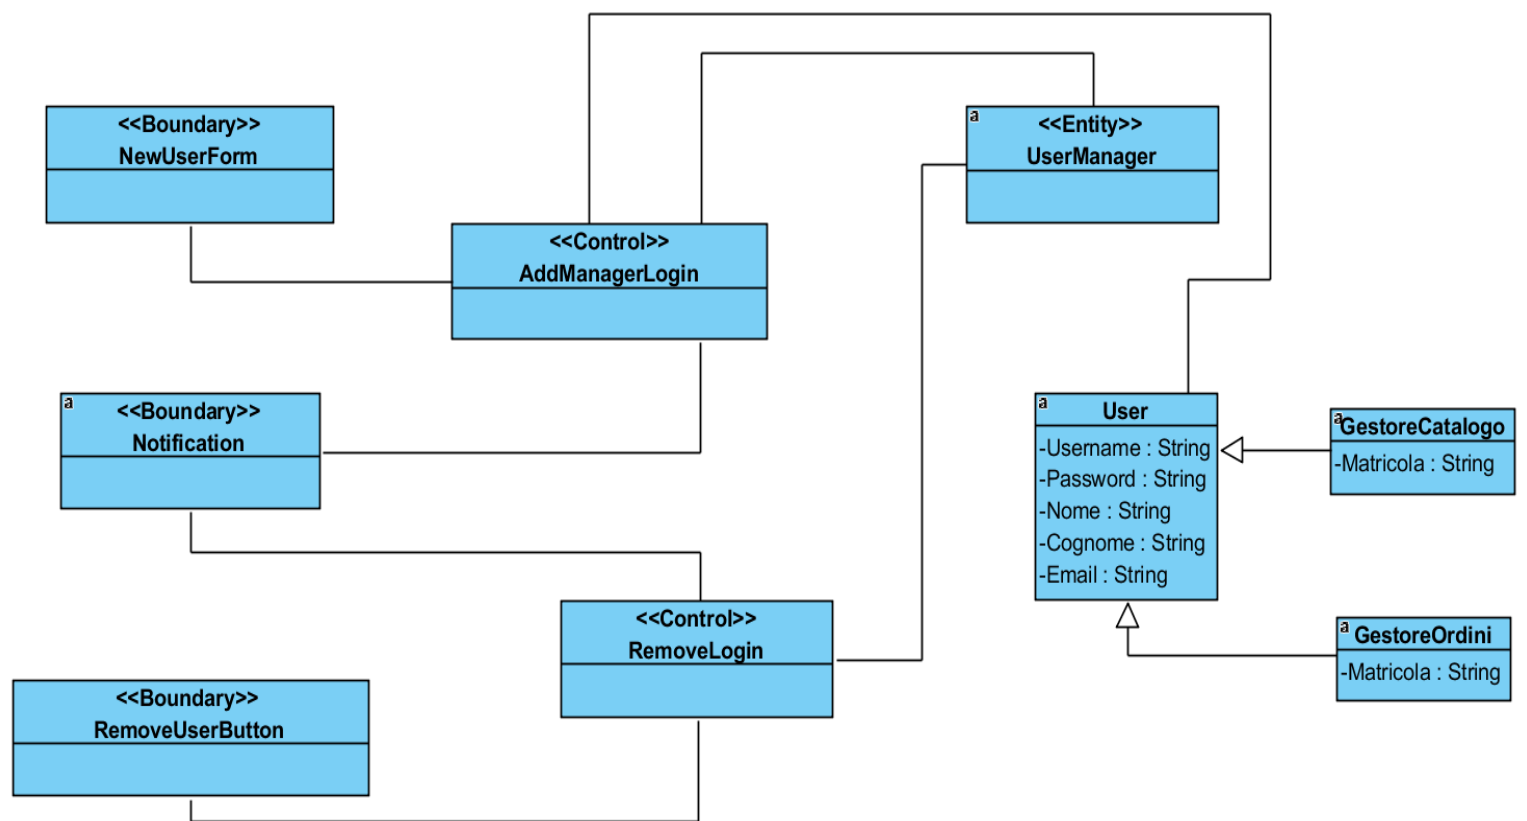 <<Boundary>>
NewUserForm
a
<<Entity>>
UserManager
<<Control>>
AddManagerLogin
a
<<Boundary>>
Notification
a
User
-Username : String
-Password : String
-Nome : String
-Cognome : String
-Email : String
a
GestoreCatalogo
-Matricola : String
<<Control>>
RemoveLogin
a
GestoreOrdini
-Matricola : String
<<Boundary>>
RemoveUserButton